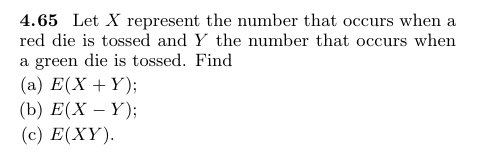 4.65 Let X represent the number that occurs when a
red die is tossed and Y the number that occurs when
a green die is tossed. Find
(a) E(X + Y);
(b) E(X − Y);
(c) E(XY).